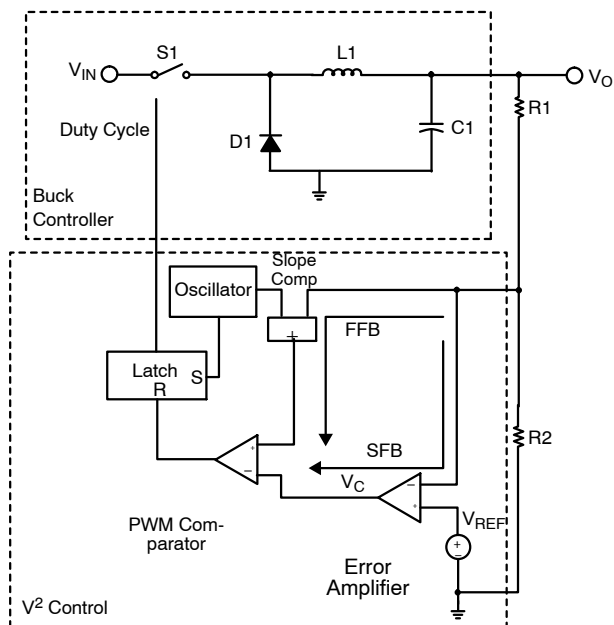 S1
L1
V_IN
V_O
R1
Duty Cycle
D1
C1
Buck
Controller
Slope
Comp
Oscillator
+
FFB
Latch
S
R
R2
+
SFB
−
V_C
−
+
V_REF
PWM Com-
parator
+
−
Error
Amplifier
V² Control